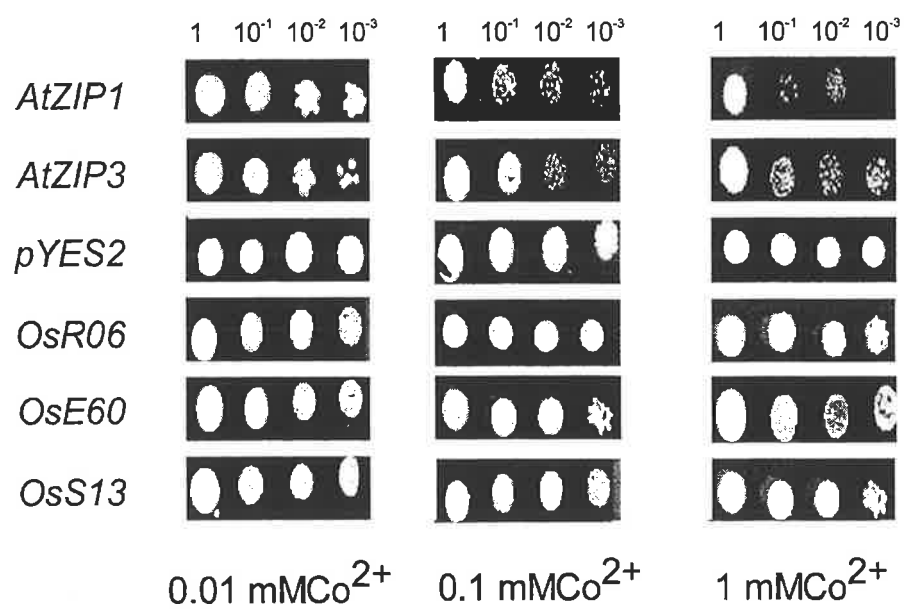 1 10⁻¹ 10⁻² 10⁻³ 1 10⁻¹ 10⁻² 10⁻³ 1 10⁻¹ 10⁻² 10⁻³
AtZIP1
AtZIP3
pYES2
OsR06
OsE60
OsS13
0.01 mMCo²⁺ 0.1 mMCo²⁺ 1 mMCo²⁺